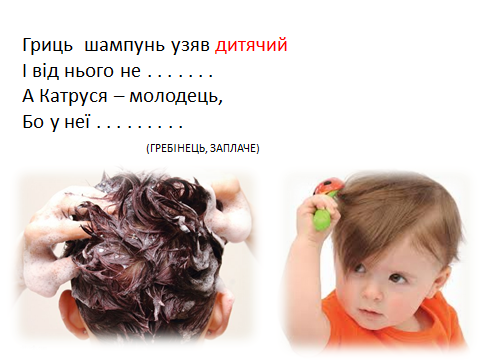 Гриць шампунь узяв дитячий
І від нього не . . . . . . .
А Катруся – молодець,
Бо у неї . . . . . . . . .
(ГРЕБІНЕЦЬ, ЗАПЛАЧЕ)